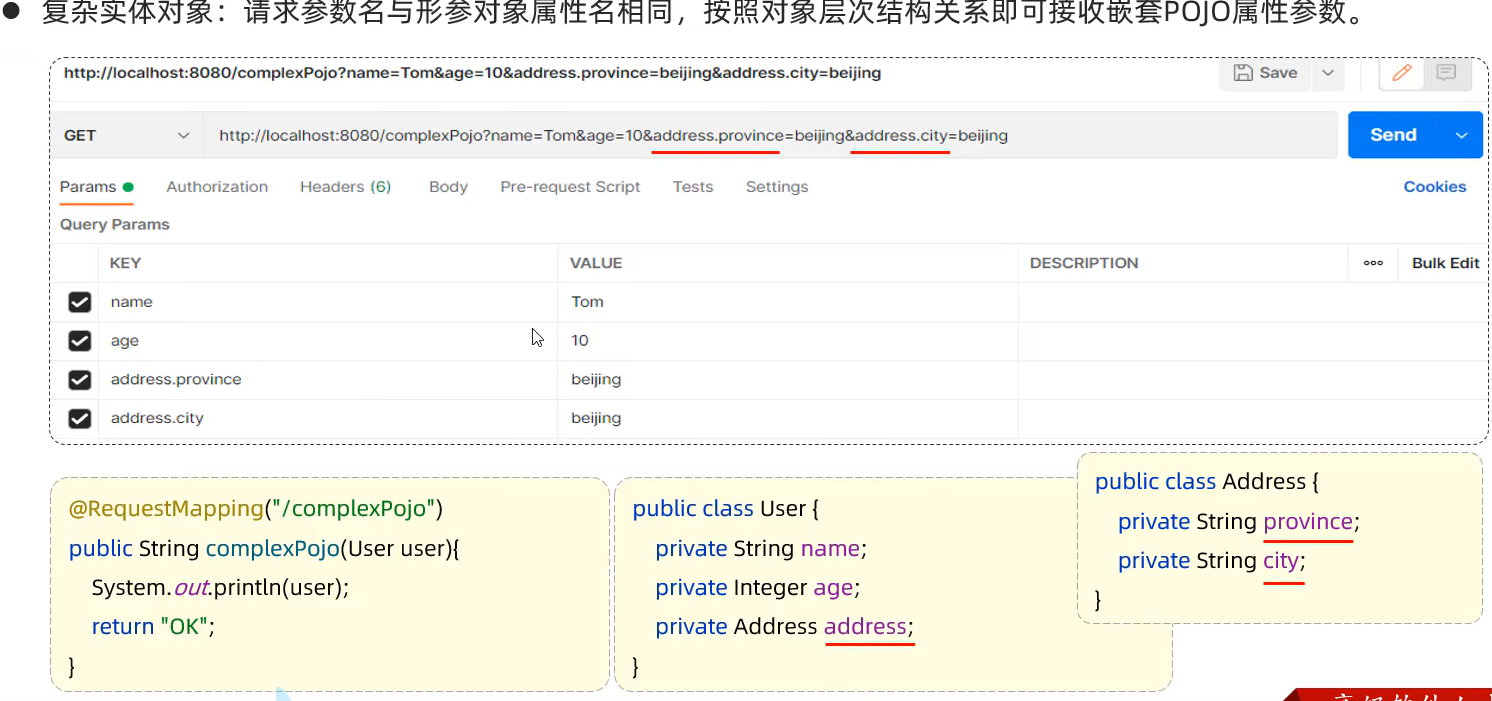 复杂实体对象：请求参数名与形参对象属性名相同，按照对象层次结构关系即可接收嵌套POJO属性参数。
http://localhost:8080/complexPojo?name=Tom&age=10&address.province=beijing&address.city=beijing
Save
GET
http://localhost:8080/complexPojo?name=Tom&age=10&address.province=beijing&address.city=beijing
Send
Params Authorization Headers (6) Body Pre-request Script Tests Settings Cookies
Query Params
KEY VALUE DESCRIPTION ooo Bulk Edit
name Tom
age 10
address.province beijing
address.city beijing
@RequestMapping("/complexPojo")
public String complexPojo(User user){
System.out.println(user);
return "OK";
}
public class User {
private String name;
private Integer age;
private Address address;
}
public class Address {
private String province;
private String city;
}